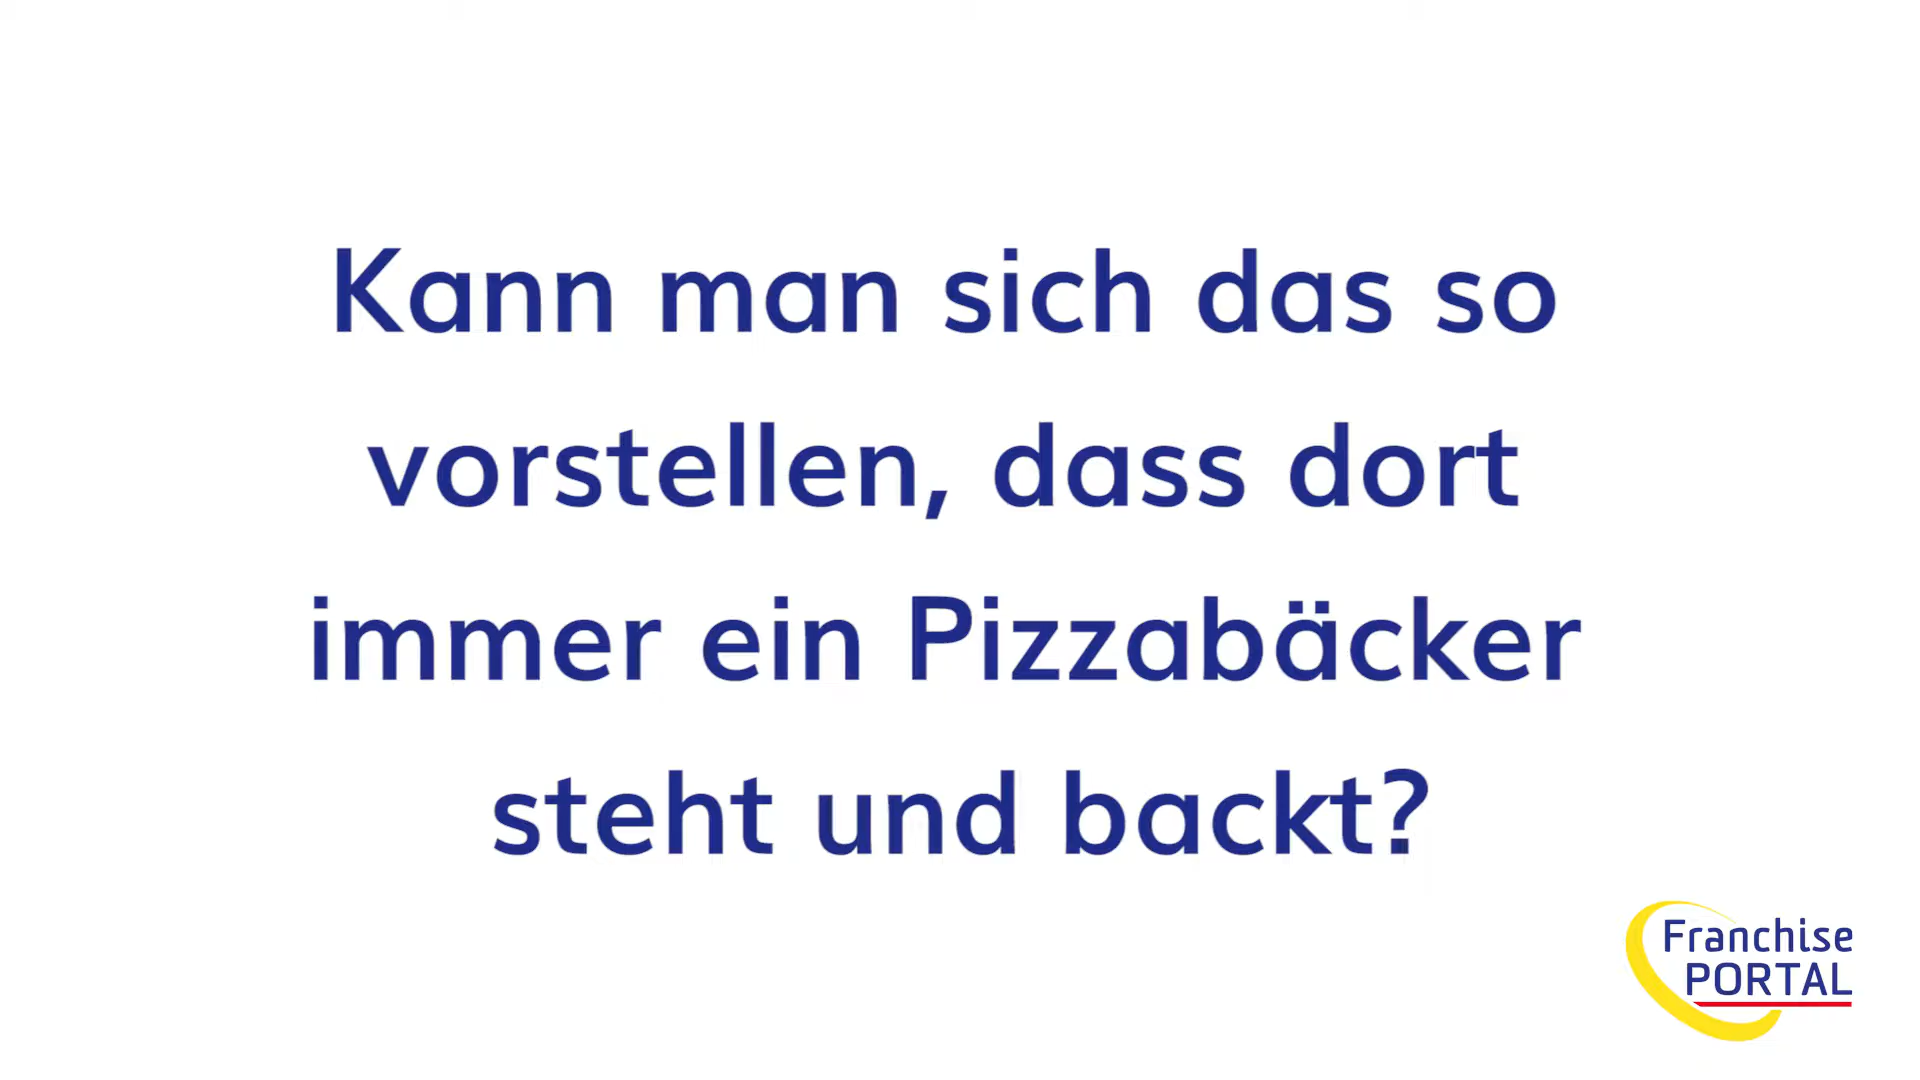 Kann man sich das so
vorstellen, dass dort
immer ein Pizzabäcker
steht und backt?
Franchise
PORTAL